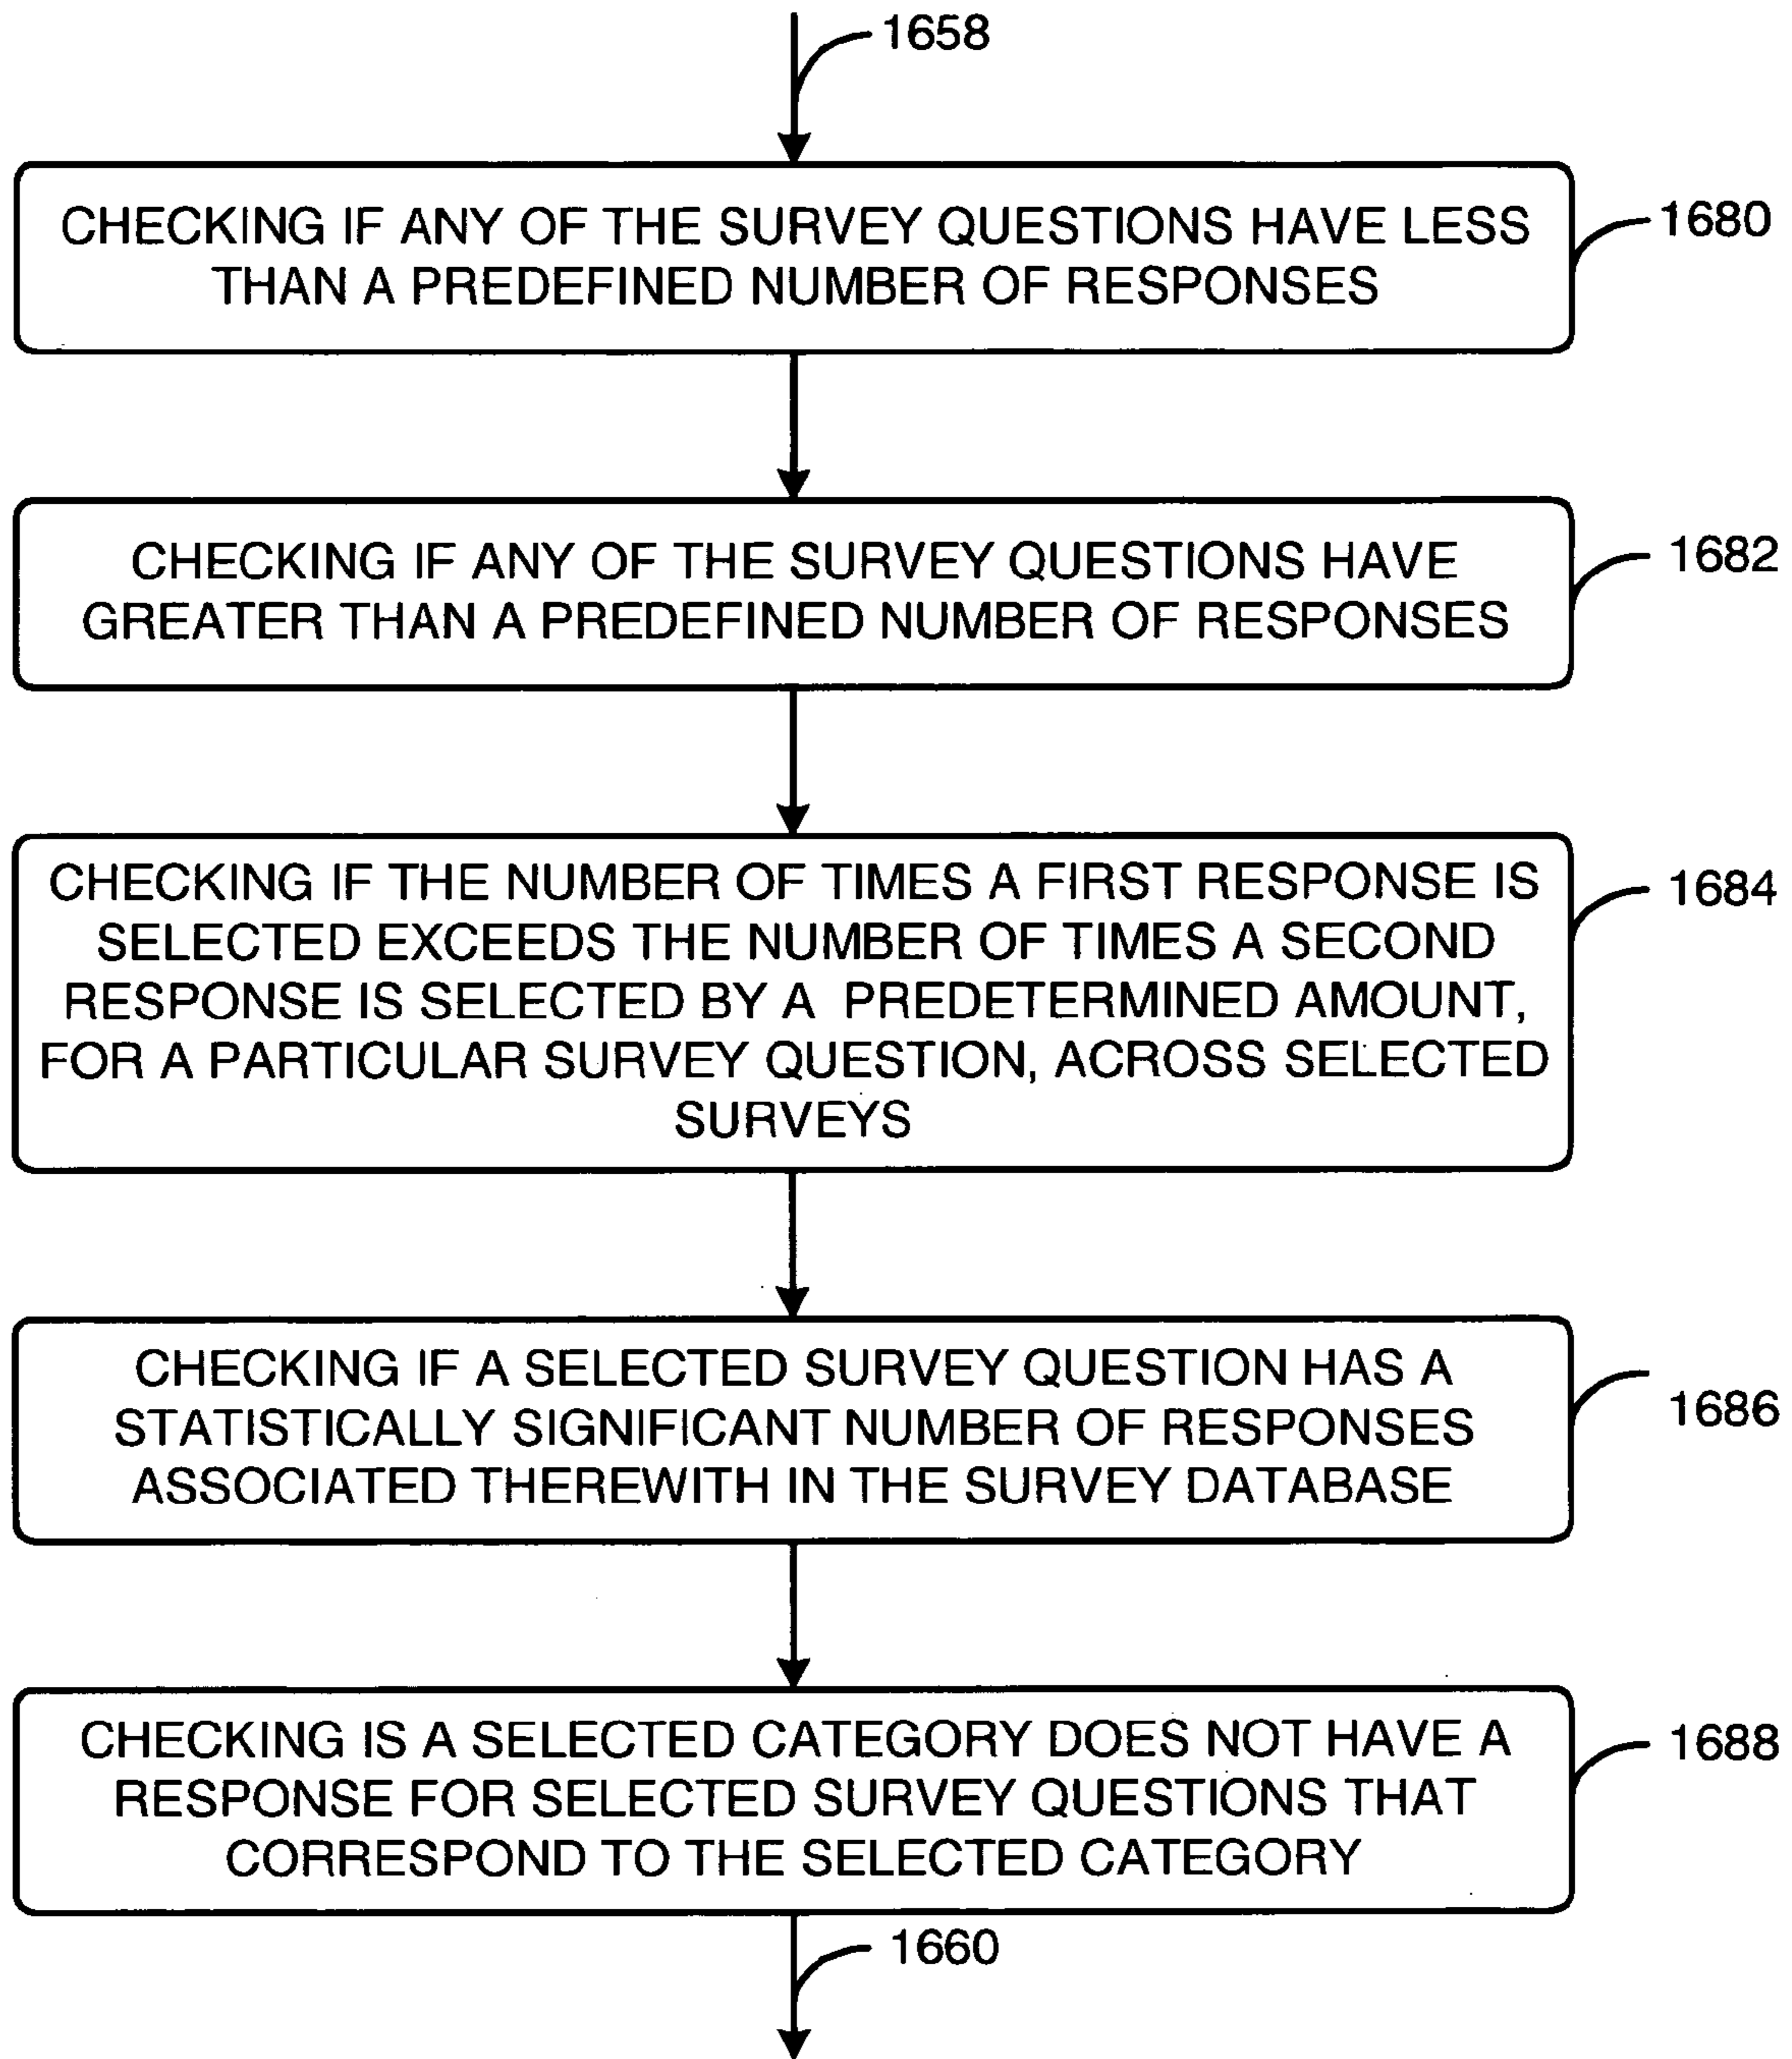 1658
CHECKING IF ANY OF THE SURVEY QUESTIONS HAVE LESS
THAN A PREDEFINED NUMBER OF RESPONSES
1680
CHECKING IF ANY OF THE SURVEY QUESTIONS HAVE
GREATER THAN A PREDEFINED NUMBER OF RESPONSES
1682
CHECKING IF THE NUMBER OF TIMES A FIRST RESPONSE IS
SELECTED EXCEEDS THE NUMBER OF TIMES A SECOND
RESPONSE IS SELECTED BY A PREDETERMINED AMOUNT,
FOR A PARTICULAR SURVEY QUESTION, ACROSS SELECTED
SURVEYS
1684
CHECKING IF A SELECTED SURVEY QUESTION HAS A
STATISTICALLY SIGNIFICANT NUMBER OF RESPONSES
ASSOCIATED THEREWITH IN THE SURVEY DATABASE
1686
CHECKING IS A SELECTED CATEGORY DOES NOT HAVE A
RESPONSE FOR SELECTED SURVEY QUESTIONS THAT
CORRESPOND TO THE SELECTED CATEGORY
1688
1660